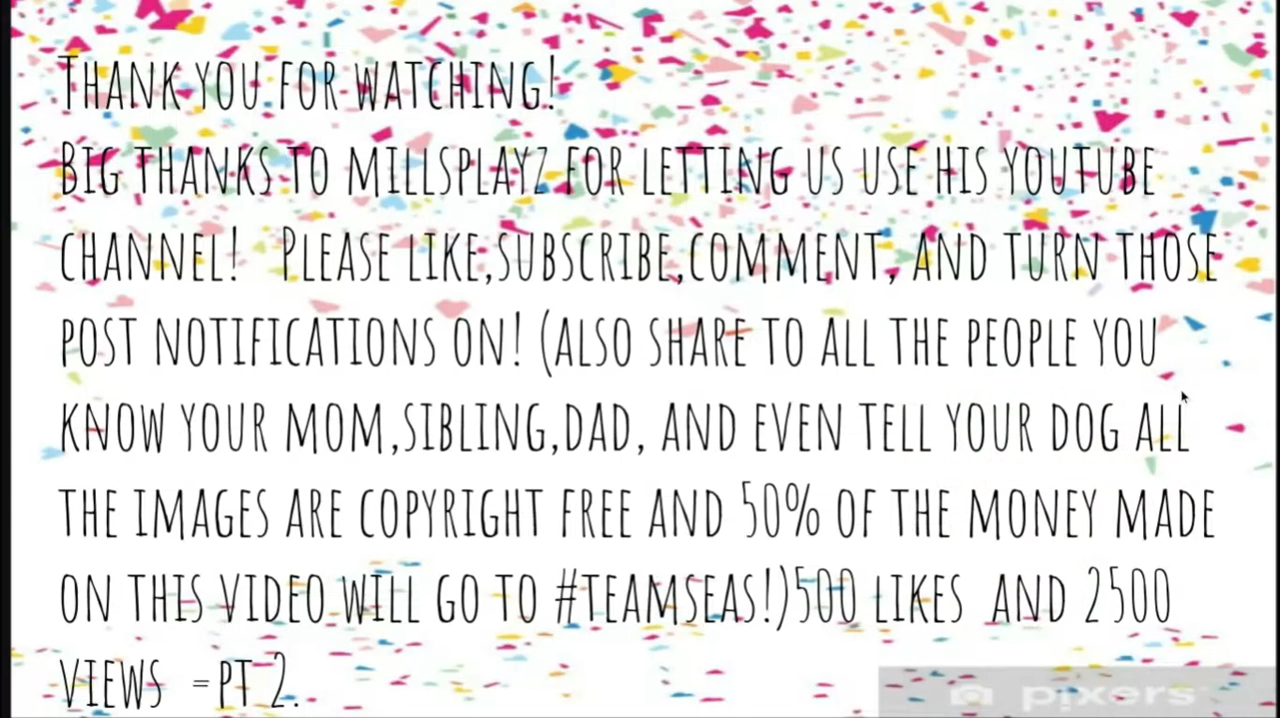 Thank you for watching!
Big thanks to millsplayz for letting us use his youtube
channel!  Please like,subscribe,comment, and turn those
post notifications on! (also share to all the people you
know your mom,sibling,dad, and even tell your dog all
the images are copyright free and 50% of the money made
on this video will go to #teamseas!)500 likes  and 2500
views  =pt 2.
pixers